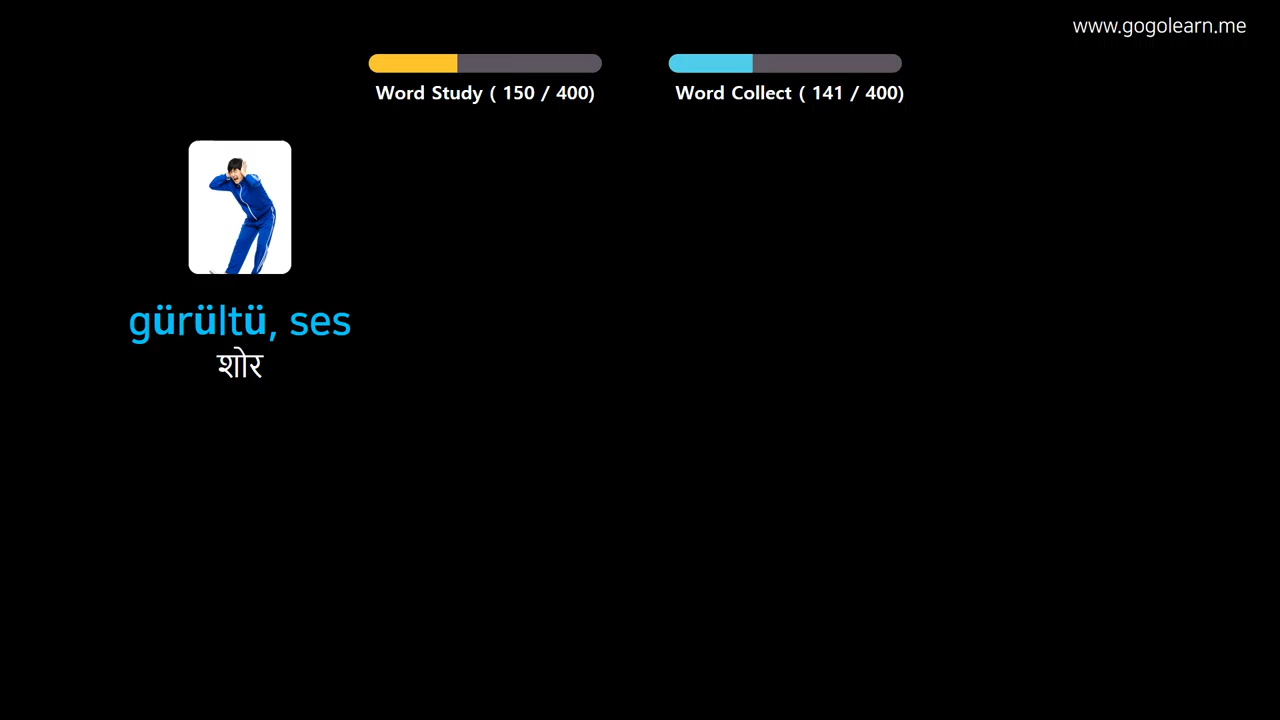 www.gogolearn.me
Word Study ( 150 / 400)
Word Collect ( 141 / 400)
gürültü, ses
शोर